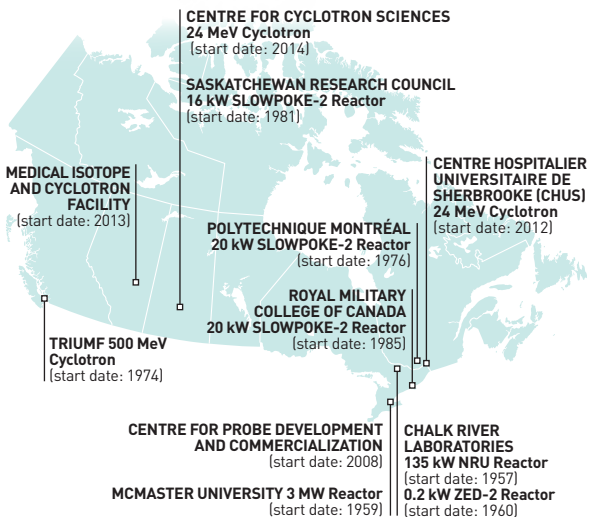 CENTRE FOR CYCLOTRON SCIENCES
24 MeV Cyclotron
(start date: 2014)
SASKATCHEWAN RESEARCH COUNCIL
16 kW SLOWPOKE-2 Reactor
(start date: 1981)
MEDICAL ISOTOPE
AND CYCLOTRON
FACILITY
(start date: 2013)
CENTRE HOSPITALIER
UNIVERSITAIRE DE
SHERBROOKE (CHUS)
24 MeV Cyclotron
(start date: 2012)
POLYTECHNIQUE MONTRÉAL
20 kW SLOWPOKE-2 Reactor
(start date: 1976)
ROYAL MILITARY
COLLEGE OF CANADA
20 kW SLOWPOKE-2 Reactor
(start date: 1985)
TRIUMF 500 MeV
Cyclotron
(start date: 1974)
CENTRE FOR PROBE DEVELOPMENT
AND COMMERCIALIZATION
(start date: 2008)
MCMASTER UNIVERSITY 3 MW Reactor
(start date: 1959)
CHALK RIVER
LABORATORIES
135 kW NRU Reactor
(start date: 1957)
0.2 kW ZED-2 Reactor
(start date: 1960)